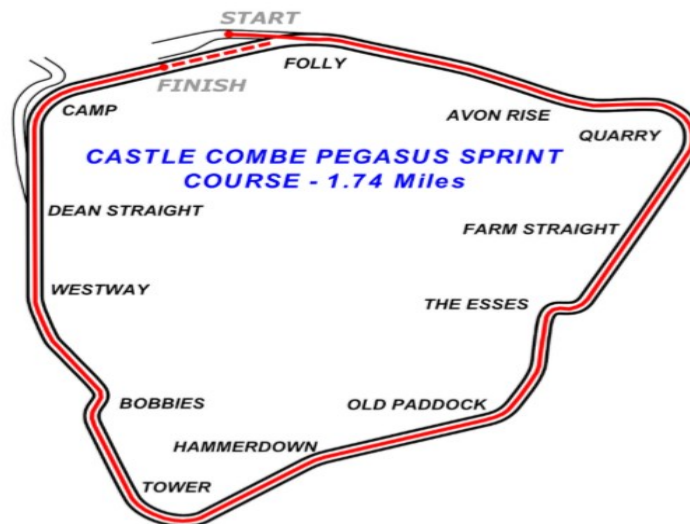 START
FOLLY
FINISH
CAMP
AVON RISE
QUARRY
CASTLE COMBE PEGASUS SPRINT
COURSE - 1.74 Miles
DEAN STRAIGHT
FARM STRAIGHT
WESTWAY
THE ESSES
BOBBIES
OLD PADDOCK
HAMMERDOWN
TOWER